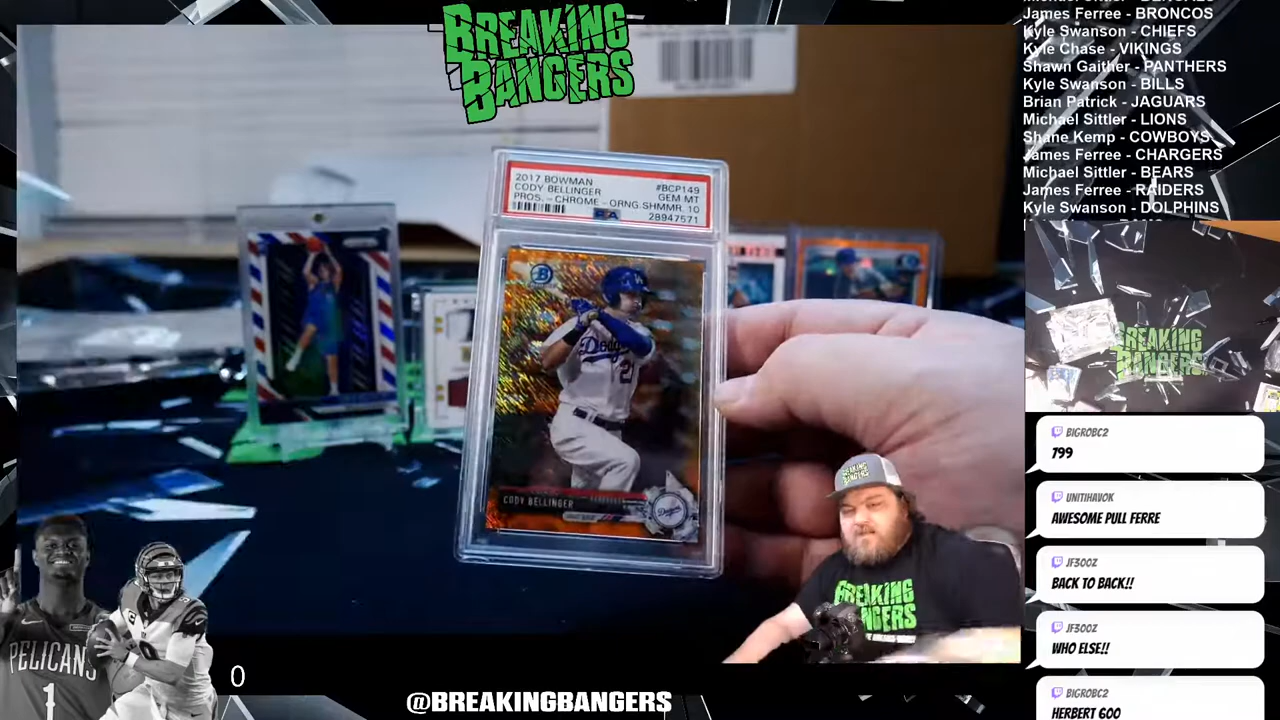 BREAKING
BANGERS
James Ferree - BRONCOS
Kyle Swanson - CHIEFS
Kyle Chase - VIKINGS
Shawn Gaither - PANTHERS
Kyle Swanson - BILLS
Brian Patrick - JAGUARS
Michael Sittler - LIONS
Shane Kemp - COWBOYS
James Ferree - CHARGERS
Michael Sittler - BEARS
James Ferree - RAIDERS
Kyle Swanson - DOLPHINS
2017 BOWMAN #BCP149
CODY BELLINGER GEM MT
PROS. - CHROME - ORNG.SHMMR. 10
PSA 28947571
B
Dodgers
CODY BELLINGER
Dodgers
BREAKING
BANGERS
BIGROBC2
799
UNITIHAVOK
AWESOME PULL FERRE
JF300Z
BACK TO BACK!!
JF300Z
WHO ELSE!!
BIGROBC2
HERBERT 600
BREAKING
BANGERS
PELICANS
1
0
@BREAKINGBANGERS